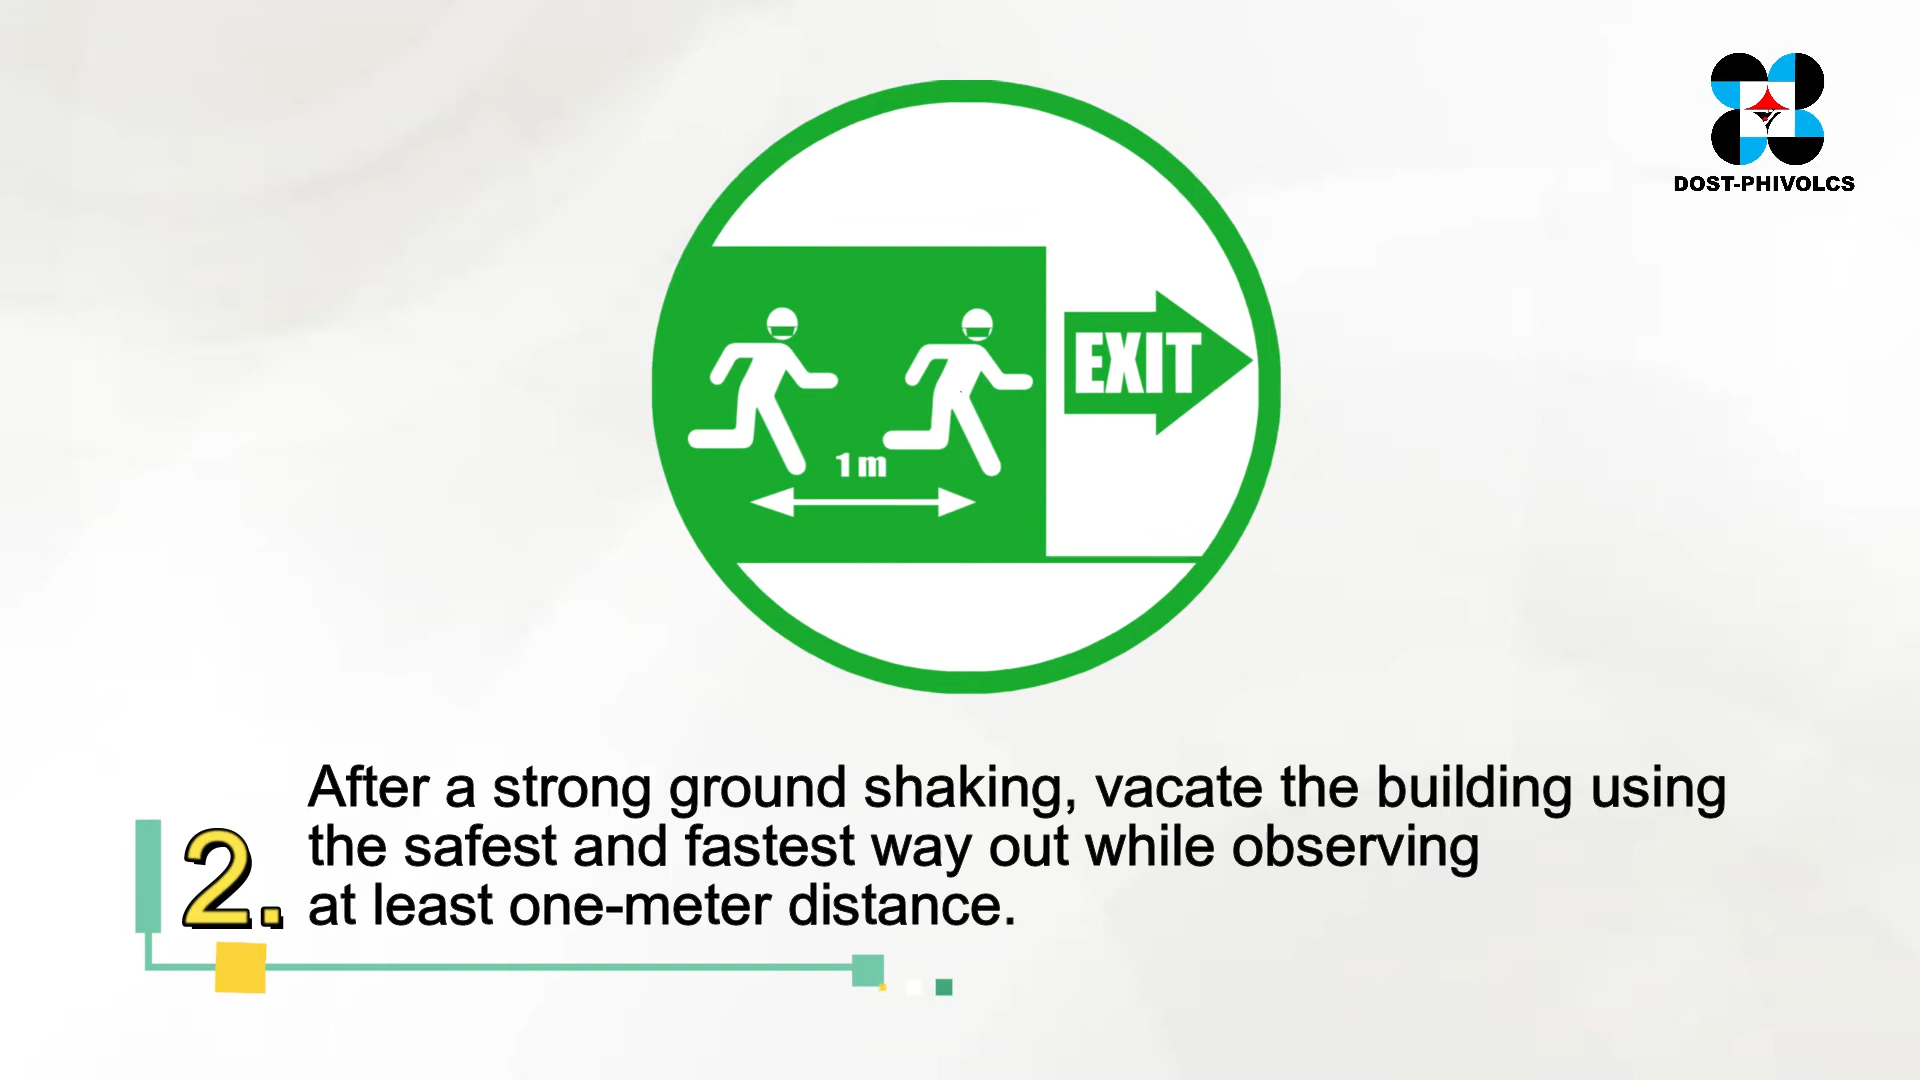 DOST-PHIVOLCS
EXIT
1 m
2.
After a strong ground shaking, vacate the building using
the safest and fastest way out while observing
at least one-meter distance.